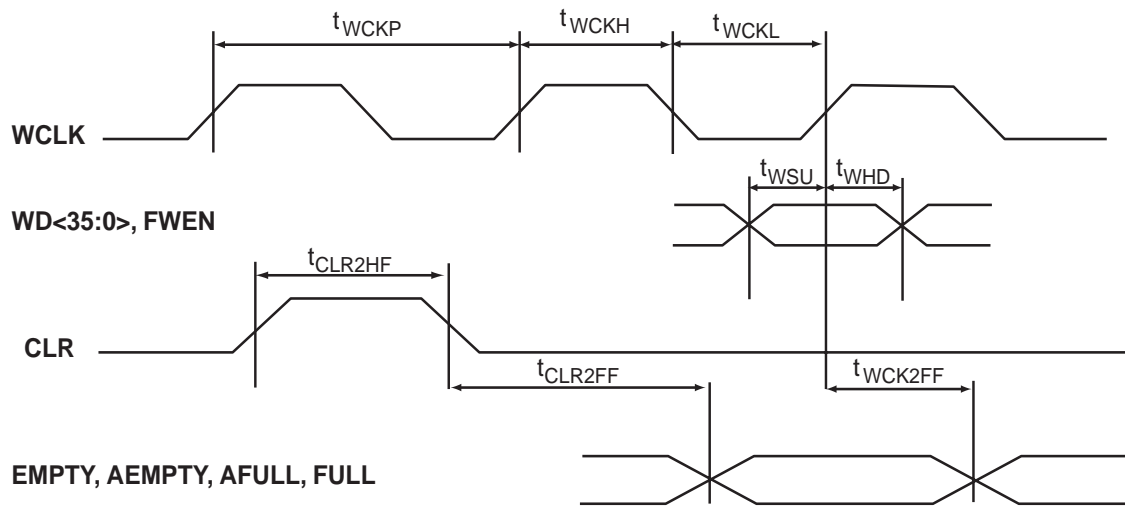 tWCKP tWCKH tWCKL
WCLK
tWSU tWHD
WD<35:0>, FWEN
tCLR2HF
CLR
tCLR2FF tWCK2FF
EMPTY, AEMPTY, AFULL, FULL